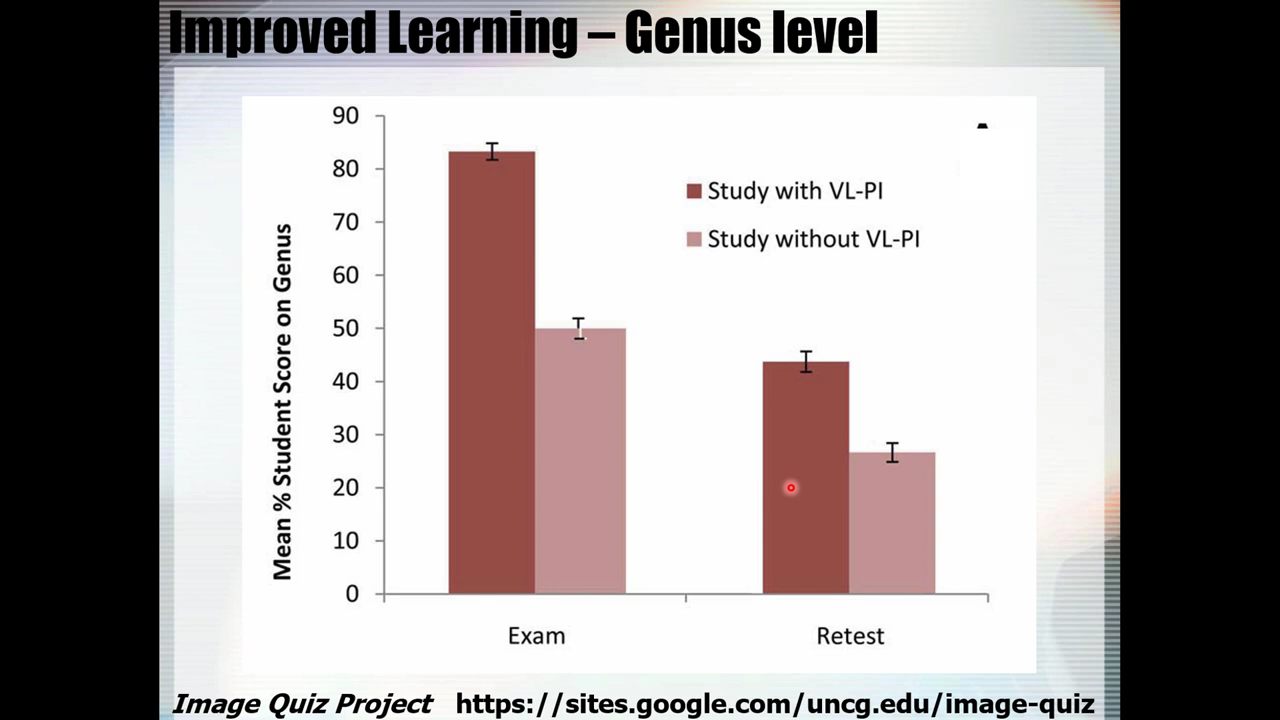 Improved Learning – Genus level
90
80
70
60
50
40
30
20
10
0
Mean % Student Score on Genus
Study with VL-PI
Study without VL-PI
Exam
Retest
Image Quiz Project https://sites.google.com/uncg.edu/image-quiz